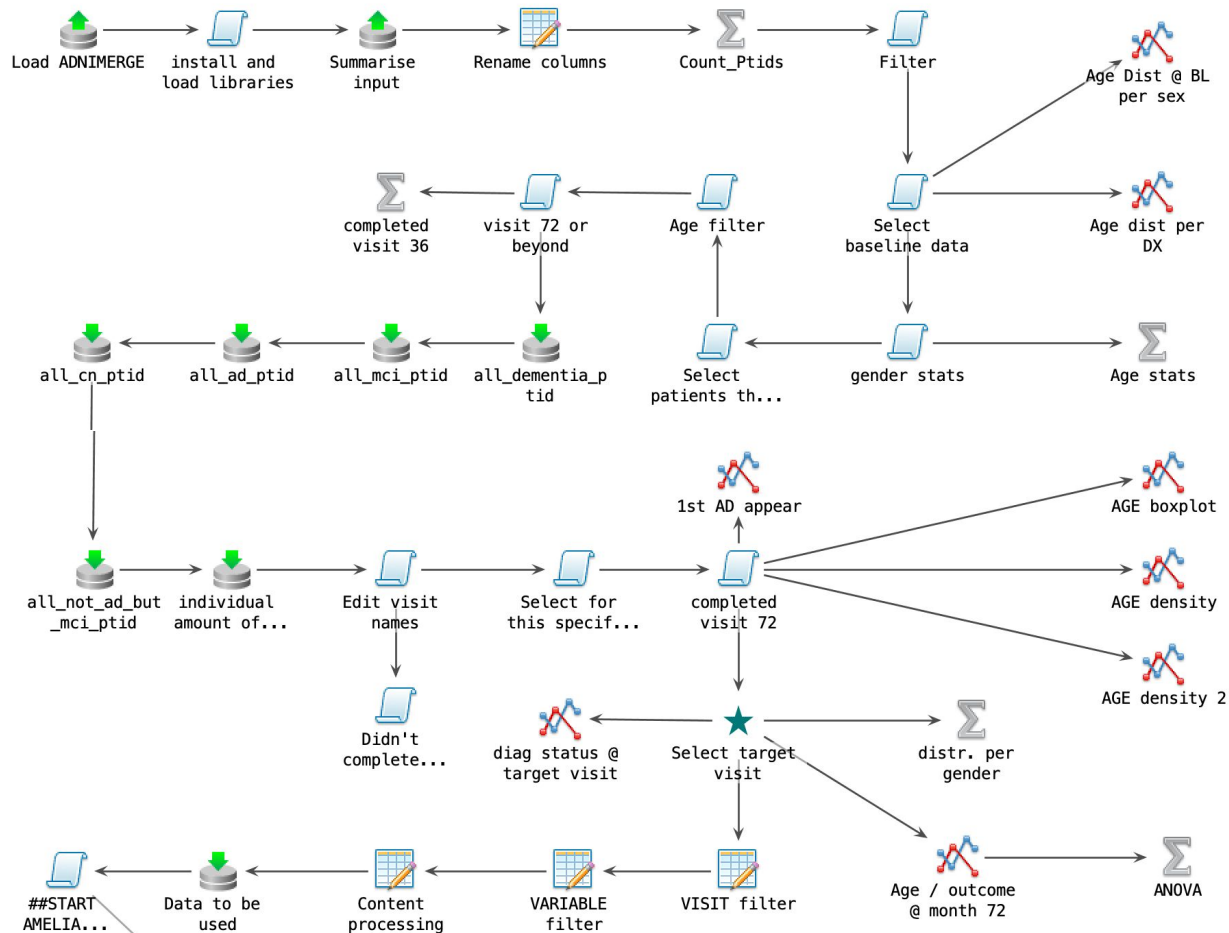 Load ADNIMERGE
install and
load libraries
Summarise
input
Rename columns
Count_Ptids
Filter
Age Dist @ BL
per sex
completed
visit 36
visit 72 or
beyond
Age filter
Select
baseline data
Age dist per
DX
all_cn_ptid
all_ad_ptid
all_mci_ptid
all_dementia_p
tid
Select
patients th...
gender stats
Age stats
1st AD appear
AGE boxplot
all_not_ad_but
_mci_ptid
individual
amount of...
Edit visit
names
Select for
this specif...
completed
visit 72
AGE density
AGE density 2
Didn't
complete...
diag status @
target visit
Select target
visit
distr. per
gender
##START
AMELIA...
Data to be
used
Content
processing
VARIABLE
filter
VISIT filter
Age / outcome
@ month 72
ANOVA